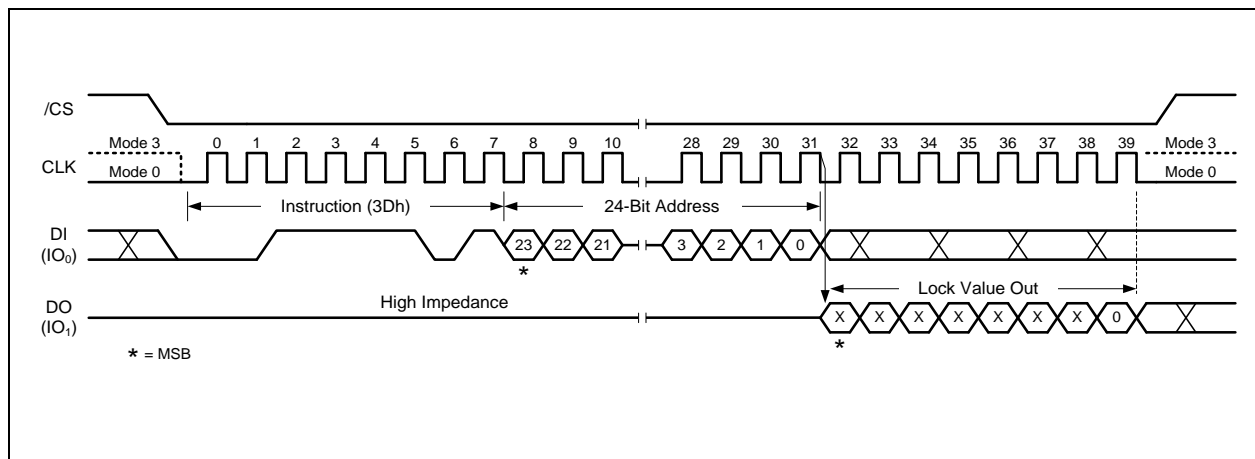 /CS
Mode 3 0 1 2 3 4 5 6 7 8 9 10 28 29 30 31 32 33 34 35 36 37 38 39 Mode 3
CLK Mode 0 Mode 0
Instruction (3Dh) 24-Bit Address
DI 23 22 21 3 2 1 0
(IO₀)
*
High Impedance Lock Value Out
DO X X X X X X X 0
(IO₁)
*
* = MSB